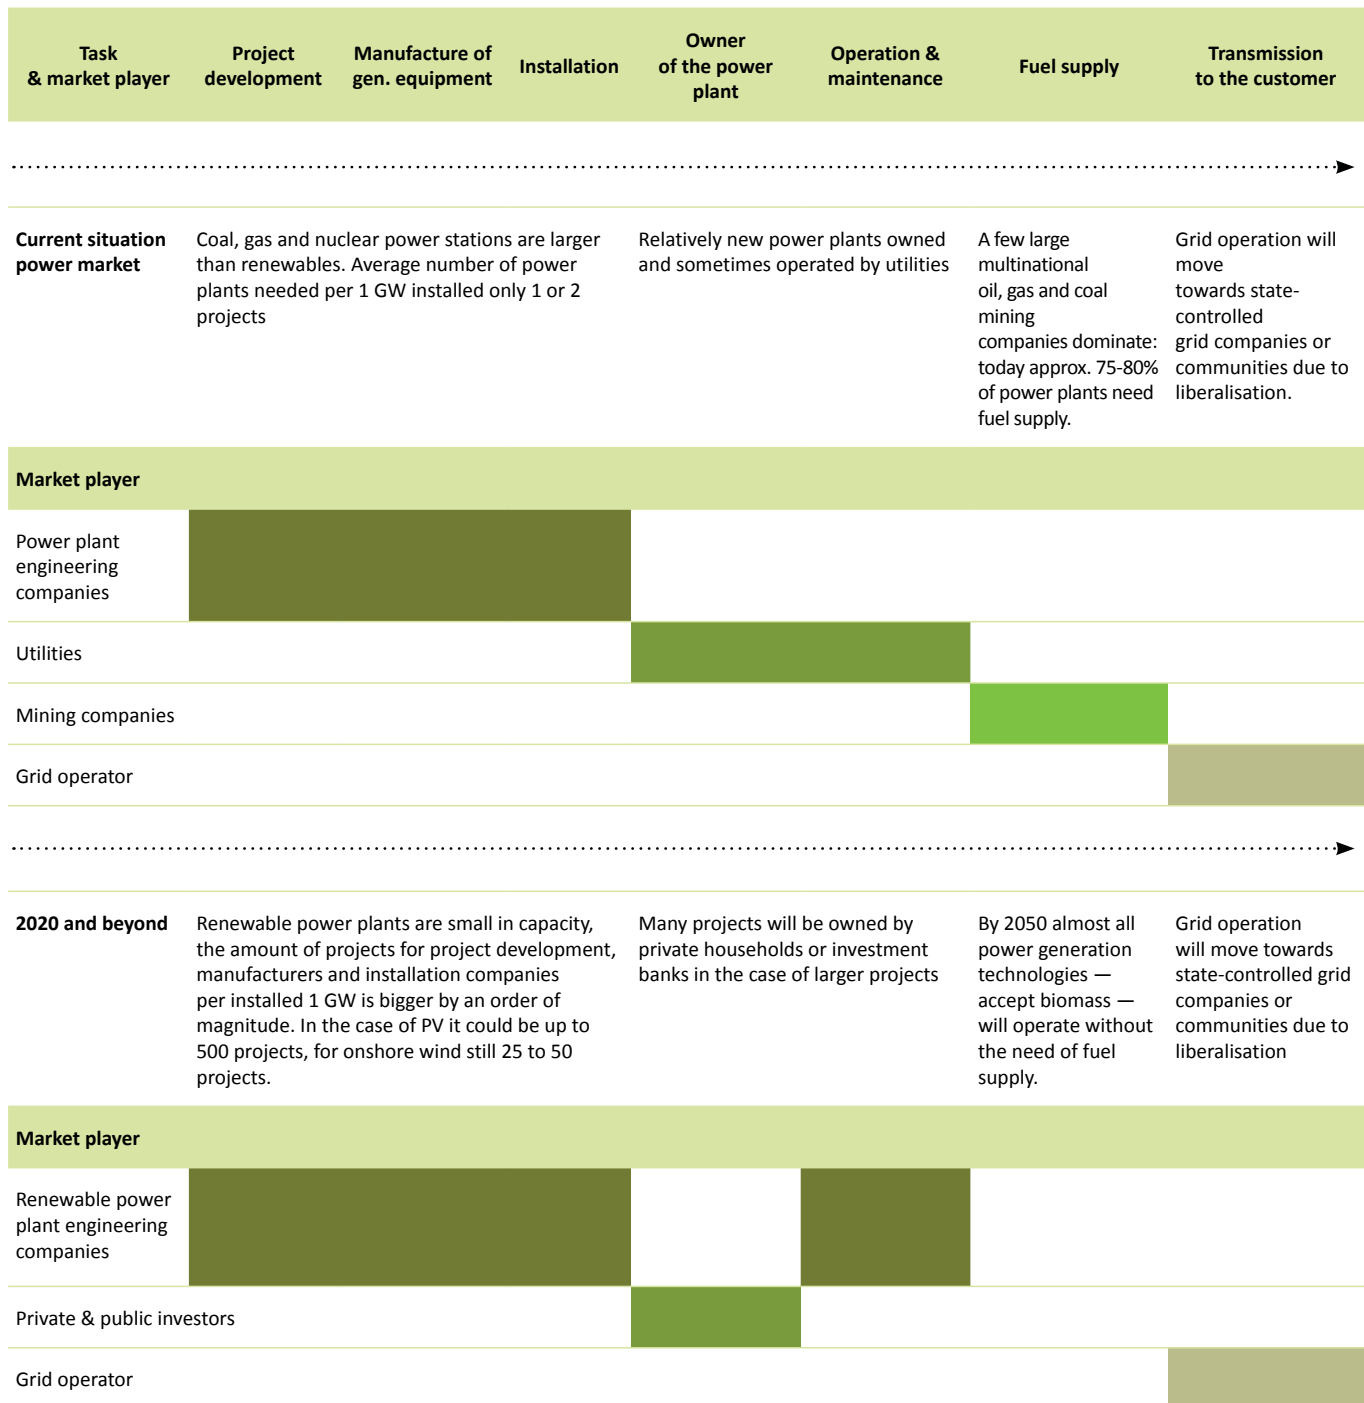 Task
& market player
Project
development
Manufacture of
gen. equipment
Installation
Owner
of the power
plant
Operation &
maintenance
Fuel supply
Transmission
to the customer
Current situation
power market
Coal, gas and nuclear power stations are larger
than renewables. Average number of power
plants needed per 1 GW installed only 1 or 2
projects
Relatively new power plants owned
and sometimes operated by utilities
A few large
multinational
oil, gas and coal
mining
companies dominate:
today approx. 75-80%
of power plants need
fuel supply.
Grid operation will
move
towards state-
controlled
grid companies or
communities due to
liberalisation.
Market player
Power plant
engineering
companies
Utilities
Mining companies
Grid operator
2020 and beyond
Renewable power plants are small in capacity,
the amount of projects for project development,
manufacturers and installation companies
per installed 1 GW is bigger by an order of
magnitude. In the case of PV it could be up to
500 projects, for onshore wind still 25 to 50
projects.
Many projects will be owned by
private households or investment
banks in the case of larger projects
By 2050 almost all
power generation
technologies —
accept biomass —
will operate without
the need of fuel
supply.
Grid operation
will move towards
state-controlled grid
companies or
communities due to
liberalisation
Market player
Renewable power
plant engineering
companies
Private & public investors
Grid operator